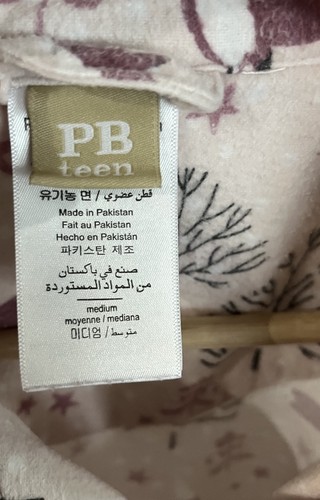 PB
teen
유기농 면 / قطن عضوي
Made in Pakistan
Fait au Pakistan
Hecho en Pakistán
파키스탄 제조
صنع في باكستان
من المواد المستوردة
medium
moyenne / mediana
미디엄 / متوسط